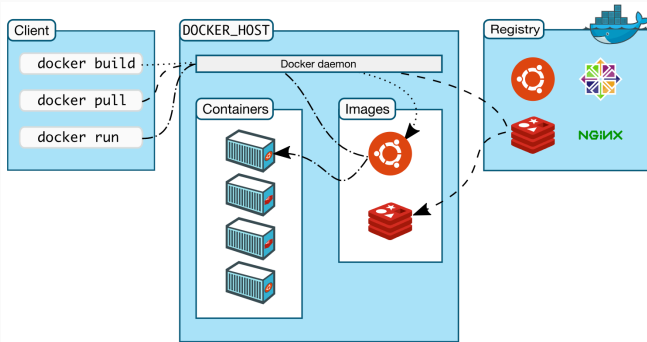 Client
docker build
docker pull
docker run
DOCKER_HOST
Docker daemon
Containers
Images
Registry
NGiNX